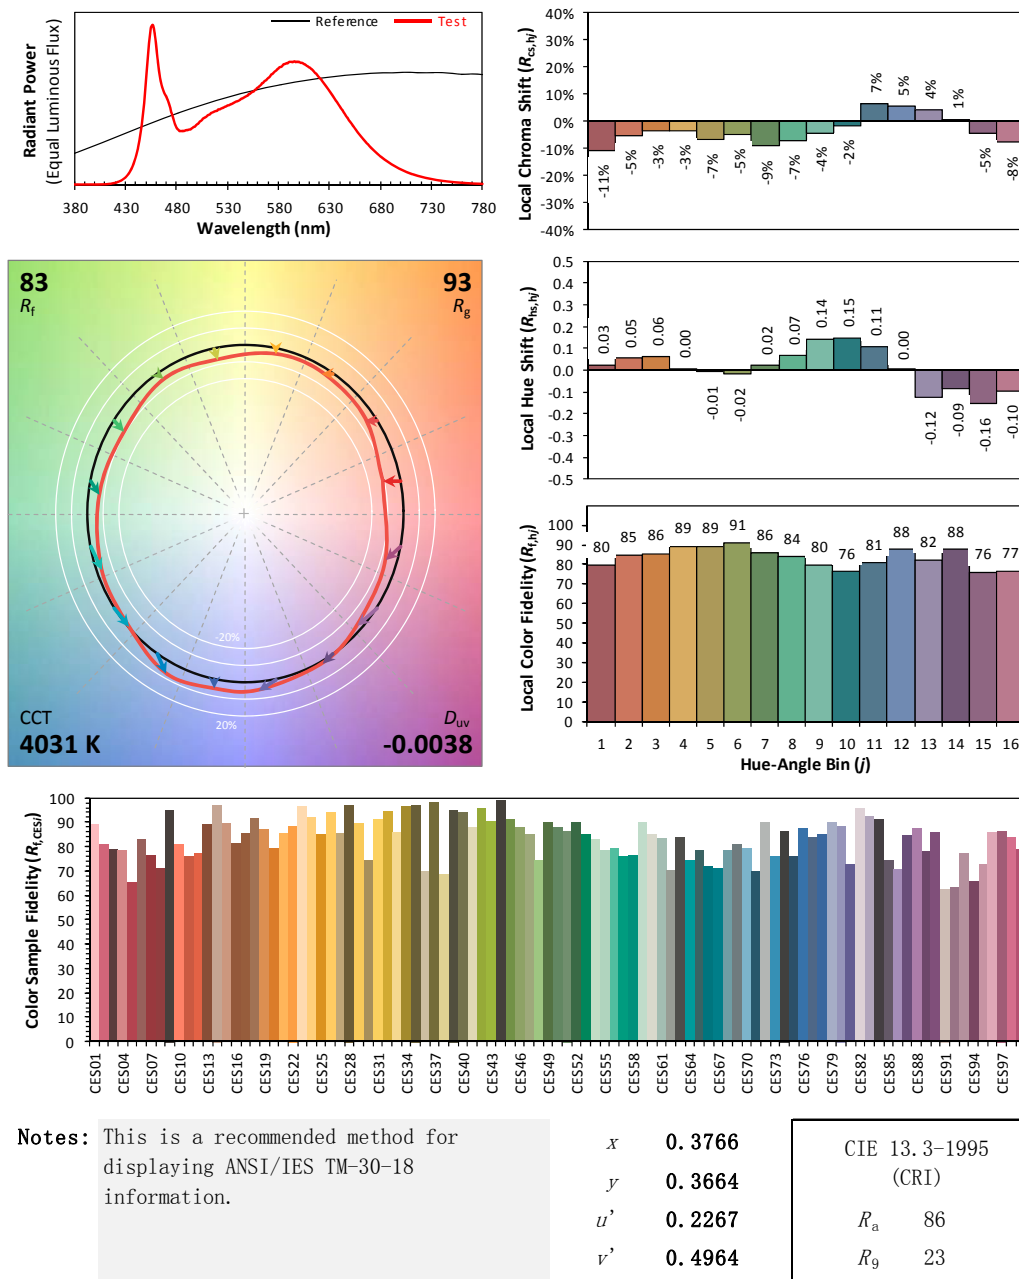 Reference
Test
Radiant Power
(Equal Luminous Flux)
380 430 480 530 580 630 680 730 780
Wavelength (nm)
Local Chroma Shift (Rcs,hj)
40%
30%
20%
10%
0%
-10%
-20%
-30%
-40%
-11% -5% -3% -3% -7% -5% -9% -7% -4% -2% 7% 5% 4% 1% -5% -8%
83
Rf
93
Rg
-20%
20%
CCT
4031 K
Duv
-0.0038
Local Hue Shift (Rhs,hj)
0.5
0.4
0.3
0.2
0.1
0.0
-0.1
-0.2
-0.3
-0.4
-0.5
0.03 0.05 0.06 0.00 -0.01 -0.02 0.02 0.07 0.14 0.15 0.11 0.00 -0.12 -0.09 -0.16 -0.10
Local Color Fidelity (Rf,hj)
100
90
80
70
60
50
40
30
20
10
0
80 85 86 89 89 91 86 84 80 76 81 88 82 88 76 77
1 2 3 4 5 6 7 8 9 10 11 12 13 14 15 16
Hue-Angle Bin (j)
Color Sample Fidelity (Rf,CESi)
100
90
80
70
60
50
40
30
20
10
0
CES01 CES04 CES07 CES10 CES13 CES16 CES19 CES22 CES25 CES28 CES31 CES34 CES37 CES40 CES43 CES46 CES49 CES52 CES55 CES58 CES61 CES64 CES67 CES70 CES73 CES76 CES79 CES82 CES85 CES88 CES91 CES94 CES97
Notes: This is a recommended method for
displaying ANSI/IES TM-30-18
information.
x 0.3766
y 0.3664
u' 0.2267
v' 0.4964
CIE 13.3-1995
(CRI)
Ra 86
R9 23